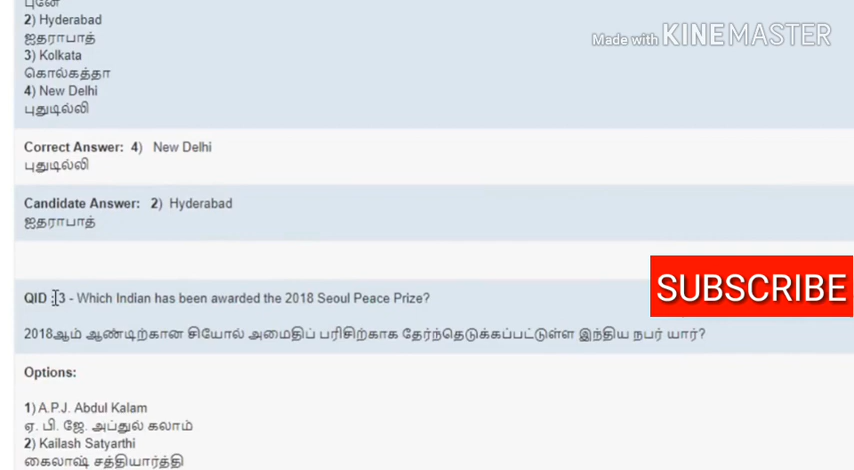 புனே
2) Hyderabad
ஐதராபாத்
Made with KINEMASTER
3) Kolkata
கொல்கத்தா
4) New Delhi
புதுடில்லி
Correct Answer: 4) New Delhi
புதுடில்லி
Candidate Answer: 2) Hyderabad
ஐதராபாத்
SUBSCRIBE
QID : 3 - Which Indian has been awarded the 2018 Seoul Peace Prize?
2018ஆம் ஆண்டிற்கான சியோல் அமைதிப் பரிசிற்காக தேர்ந்தெடுக்கப்பட்டுள்ள இந்திய நபர் யார்?
Options:
1) A.P.J. Abdul Kalam
ஏ. பி. ஜே. அப்துல் கலாம்
2) Kailash Satyarthi
கைலாஷ் சத்தியார்த்தி